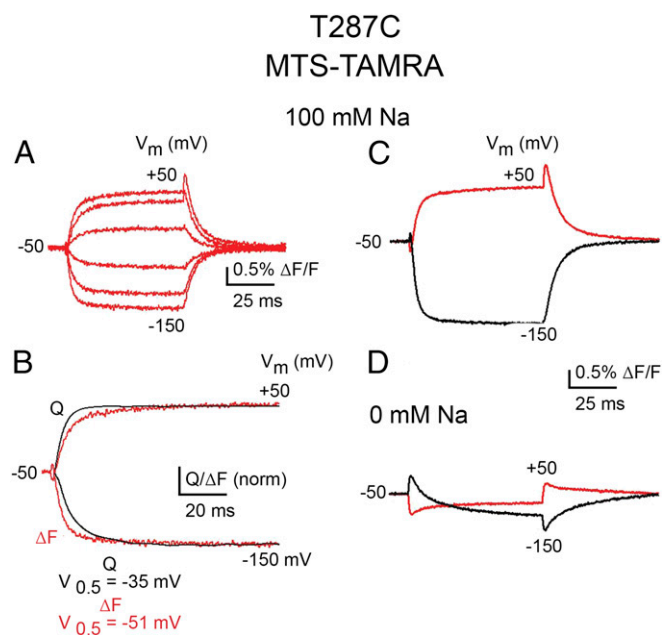 T287C
MTS-TAMRA
100 mM Na
A
Vm (mV)
+50
-50
0.5% ΔF/F
25 ms
-150
C
Vm (mV)
+50
-50
-150
B
Vm (mV)
+50
Q
-50
Q/ΔF (norm)
20 ms
ΔF
-150 mV
Q
V 0.5 = -35 mV
ΔF
V 0.5 = -51 mV
D
0.5% ΔF/F
25 ms
0 mM Na
+50
-50
-150